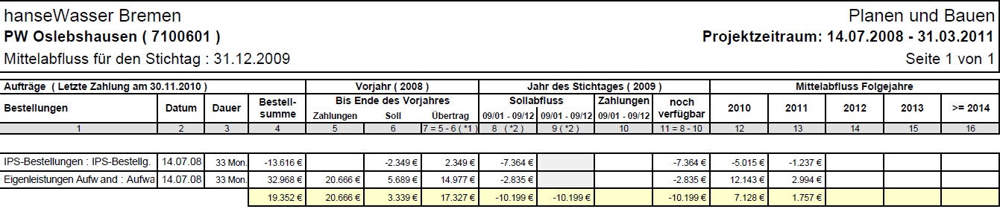 hanseWasser Bremen Planen und Bauen
PW Oslebshausen ( 7100601 ) Projektzeitraum: 14.07.2008 - 31.03.2011
Mittelabfluss für den Stichtag : 31.12.2009 Seite 1 von 1
Aufträge ( Letzte Zahlung am 30.11.2010 ) Vorjahr ( 2008 ) Jahr des Stichtages ( 2009 ) Mittelabfluss Folgejahre
Bestellungen Datum Dauer Bestell-summe Bis Ende des Vorjahres Sollabfluss Zahlungen noch verfügbar 2010 2011 2012 2013 >= 2014
Zahlungen Soll Übertrag 09/01 - 09/12 09/01 - 09/12 09/01 - 09/12
1 2 3 4 5 6 7 = 5 - 6 ( *1 ) 8 ( *2 ) 9 ( *2 ) 10 11 = 8 - 10 12 13 14 15 16
IPS-Bestellungen : IPS-Bestellg. 14.07.08 33 Mon. -13.616 € -2.349 € 2.349 € -7.364 € -7.364 € -5.015 € -1.237 €
Eigenleistungen Aufw and : Aufwa 14.07.08 33 Mon. 32.968 € 20.666 € 5.689 € 14.977 € -2.835 € -2.835 € 12.143 € 2.994 €
19.352 € 20.666 € 3.339 € 17.327 € -10.199 € -10.199 € -10.199 € 7.128 € 1.757 €